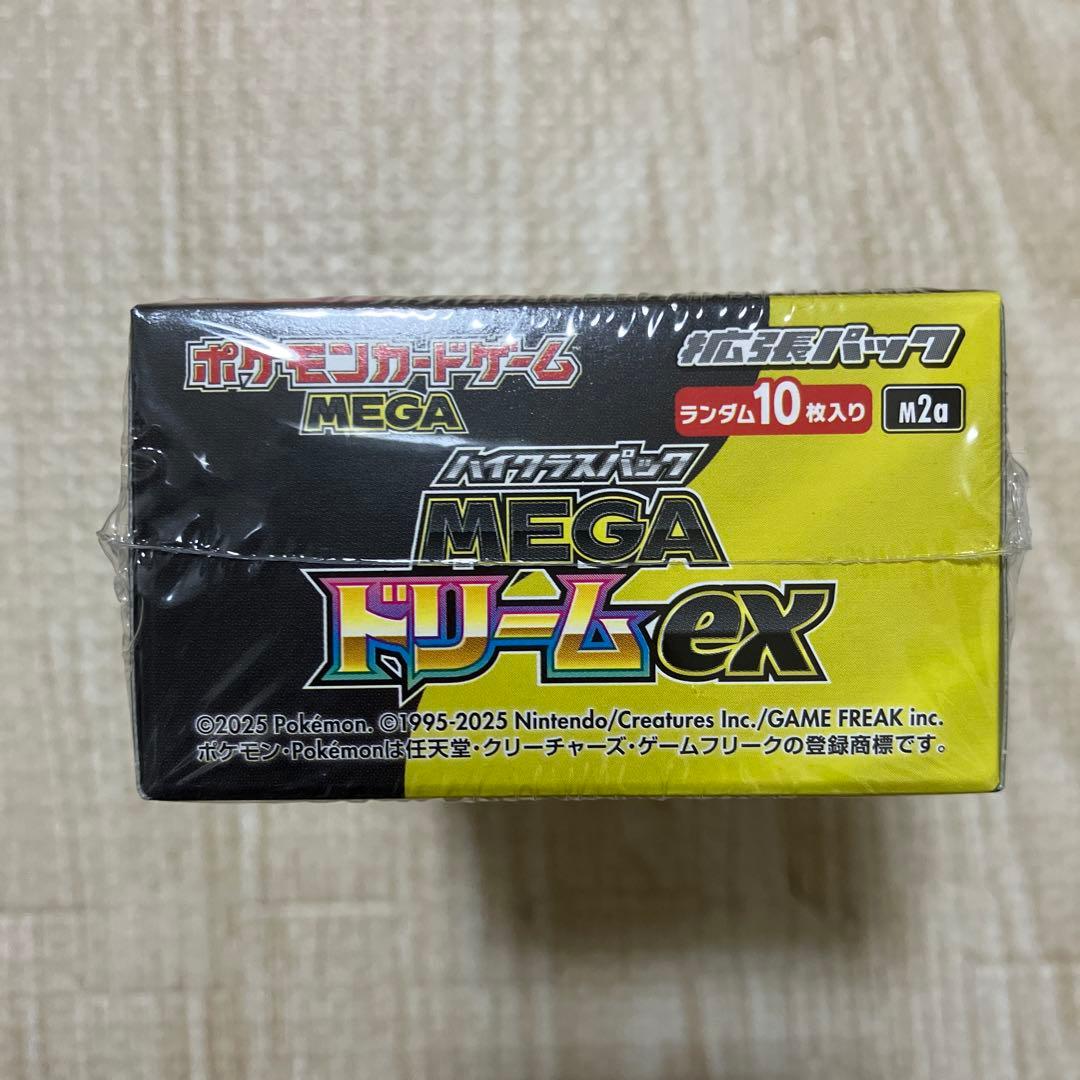 ポケモンカードゲーム
MEGA
拡張パック
ランダム10枚入り
M2a
ハイクラスパック
MEGA
ドリームex
©2025 Pokémon. ©1995-2025 Nintendo/Creatures Inc./GAME FREAK inc.
ポケモン・Pokémonは任天堂・クリーチャーズ・ゲームフリークの登録商標です。